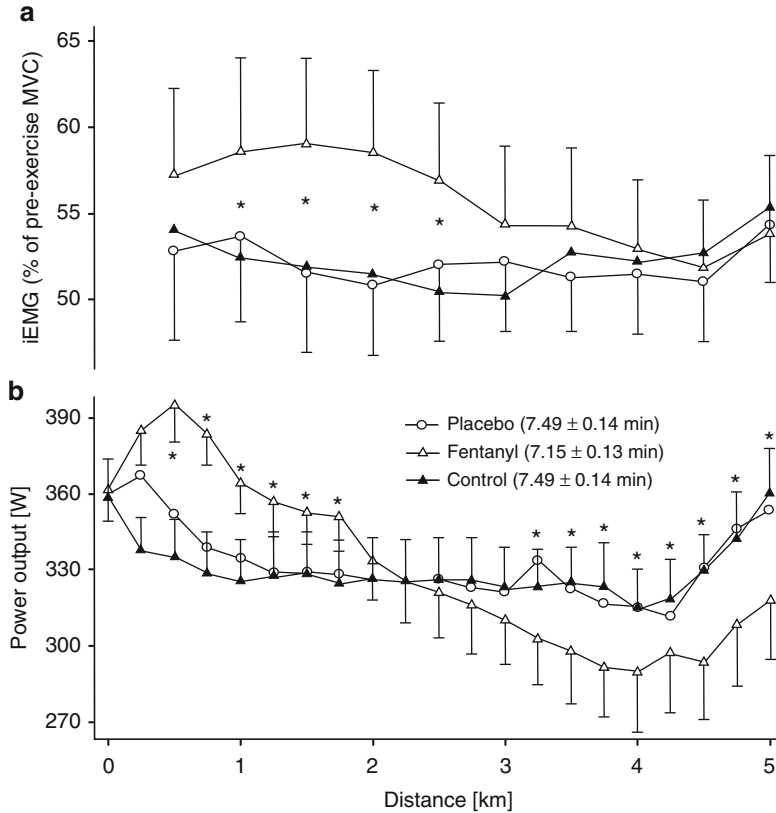 a
65
60
55
50
iEMG (% of pre-exercise MVC)
* * * *
b
390
360
330
300
270
Power output [W]
Placebo (7.49 ± 0.14 min)
Fentanyl (7.15 ± 0.13 min)
Control (7.49 ± 0.14 min)
* * * * * *
* * * * * * * *
0 1 2 3 4 5
Distance [km]